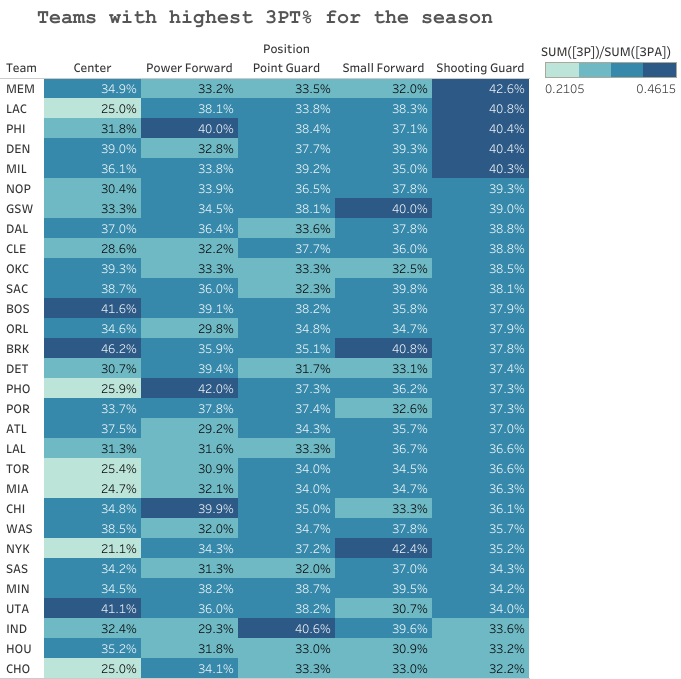 Teams with highest 3PT% for the season
Position
Team Center Power Forward Point Guard Small Forward Shooting Guard
MEM 34.9% 33.2% 33.5% 32.0% 42.6%
LAC 25.0% 38.1% 33.8% 38.3% 40.8%
PHI 31.8% 40.0% 38.4% 37.1% 40.4%
DEN 39.0% 32.8% 37.7% 39.3% 40.4%
MIL 36.1% 33.8% 39.2% 35.0% 40.3%
NOP 30.4% 33.9% 36.5% 37.8% 39.3%
GSW 33.3% 34.5% 38.1% 40.0% 39.0%
DAL 37.0% 36.4% 33.6% 37.8% 38.8%
CLE 28.6% 32.2% 37.7% 36.0% 38.8%
OKC 39.3% 33.3% 33.3% 32.5% 38.5%
SAC 38.7% 36.0% 32.3% 39.8% 38.1%
BOS 41.6% 39.1% 38.2% 35.8% 37.9%
ORL 34.6% 29.8% 34.8% 34.7% 37.9%
BRK 46.2% 35.9% 35.1% 40.8% 37.8%
DET 30.7% 39.4% 31.7% 33.1% 37.4%
PHO 25.9% 42.0% 37.3% 36.2% 37.3%
POR 33.7% 37.8% 37.4% 32.6% 37.3%
ATL 37.5% 29.2% 34.3% 35.7% 37.0%
LAL 31.3% 31.6% 33.3% 36.7% 36.6%
TOR 25.4% 30.9% 34.0% 34.5% 36.6%
MIA 24.7% 32.1% 34.0% 34.7% 36.3%
CHI 34.8% 39.9% 35.0% 33.3% 36.1%
WAS 38.5% 32.0% 34.7% 37.8% 35.7%
NYK 21.1% 34.3% 37.2% 42.4% 35.2%
SAS 34.2% 31.3% 32.0% 37.0% 34.3%
MIN 34.5% 38.2% 38.7% 39.5% 34.2%
UTA 41.1% 36.0% 38.2% 30.7% 34.0%
IND 32.4% 29.3% 40.6% 39.6% 33.6%
HOU 35.2% 31.8% 33.0% 30.9% 33.2%
CHO 25.0% 34.1% 33.3% 33.0% 32.2%
SUM([3P])/SUM([3PA])
0.2105 0.4615